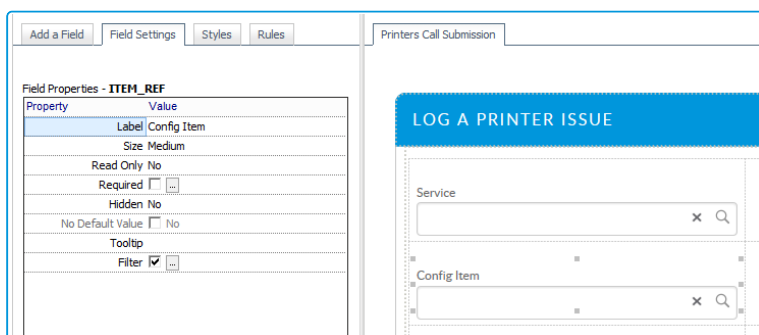 Add a Field Field Settings Styles Rules
Field Properties - ITEM_REF
Property Value
Label Config Item
Size Medium
Read Only No
Required ...
Hidden No
No Default Value No
Tooltip
Filter ...
Printers Call Submission
LOG A PRINTER ISSUE
Service
Config Item